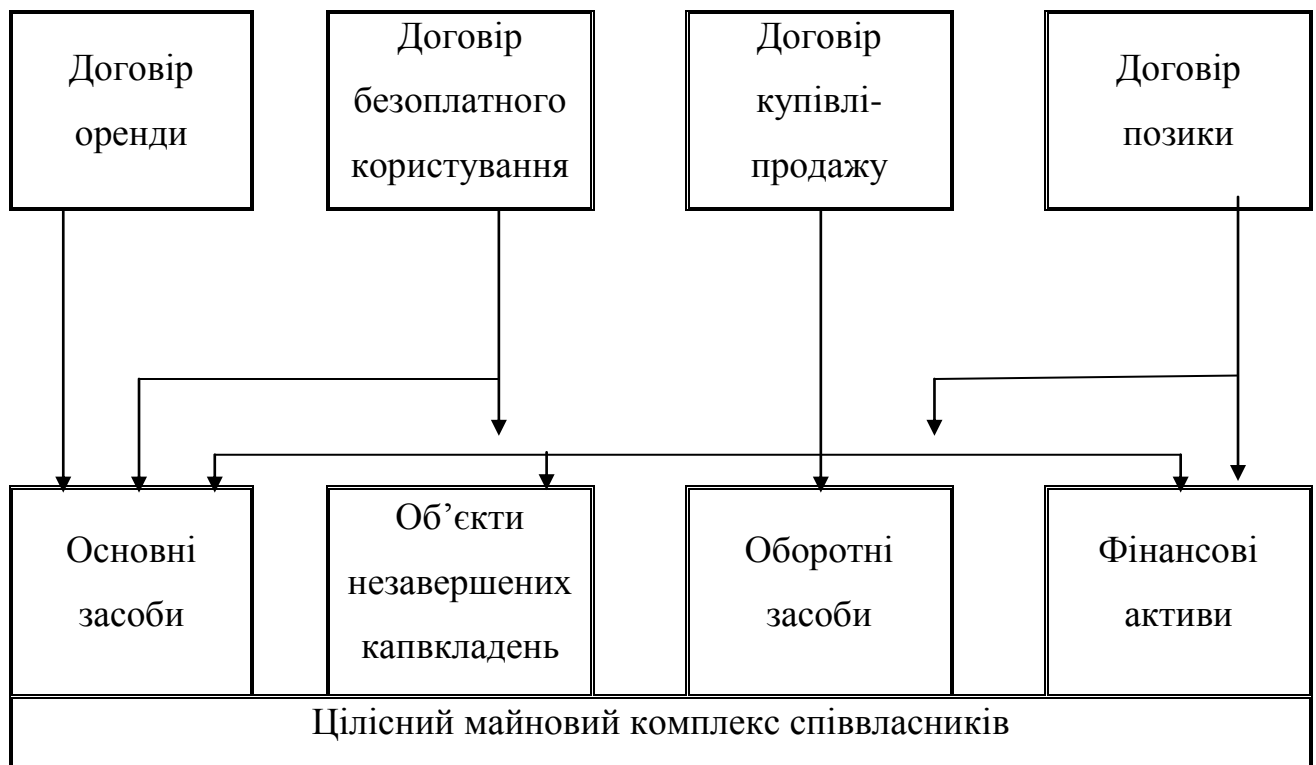 Договір
оренди
Договір
безоплатного
користування
Договір
купівлі-
продажу
Договір
позики
Основні
засоби
Об’єкти
незавершених
капвкладень
Оборотні
засоби
Фінансові
активи
Цілісний майновий комплекс співвласників